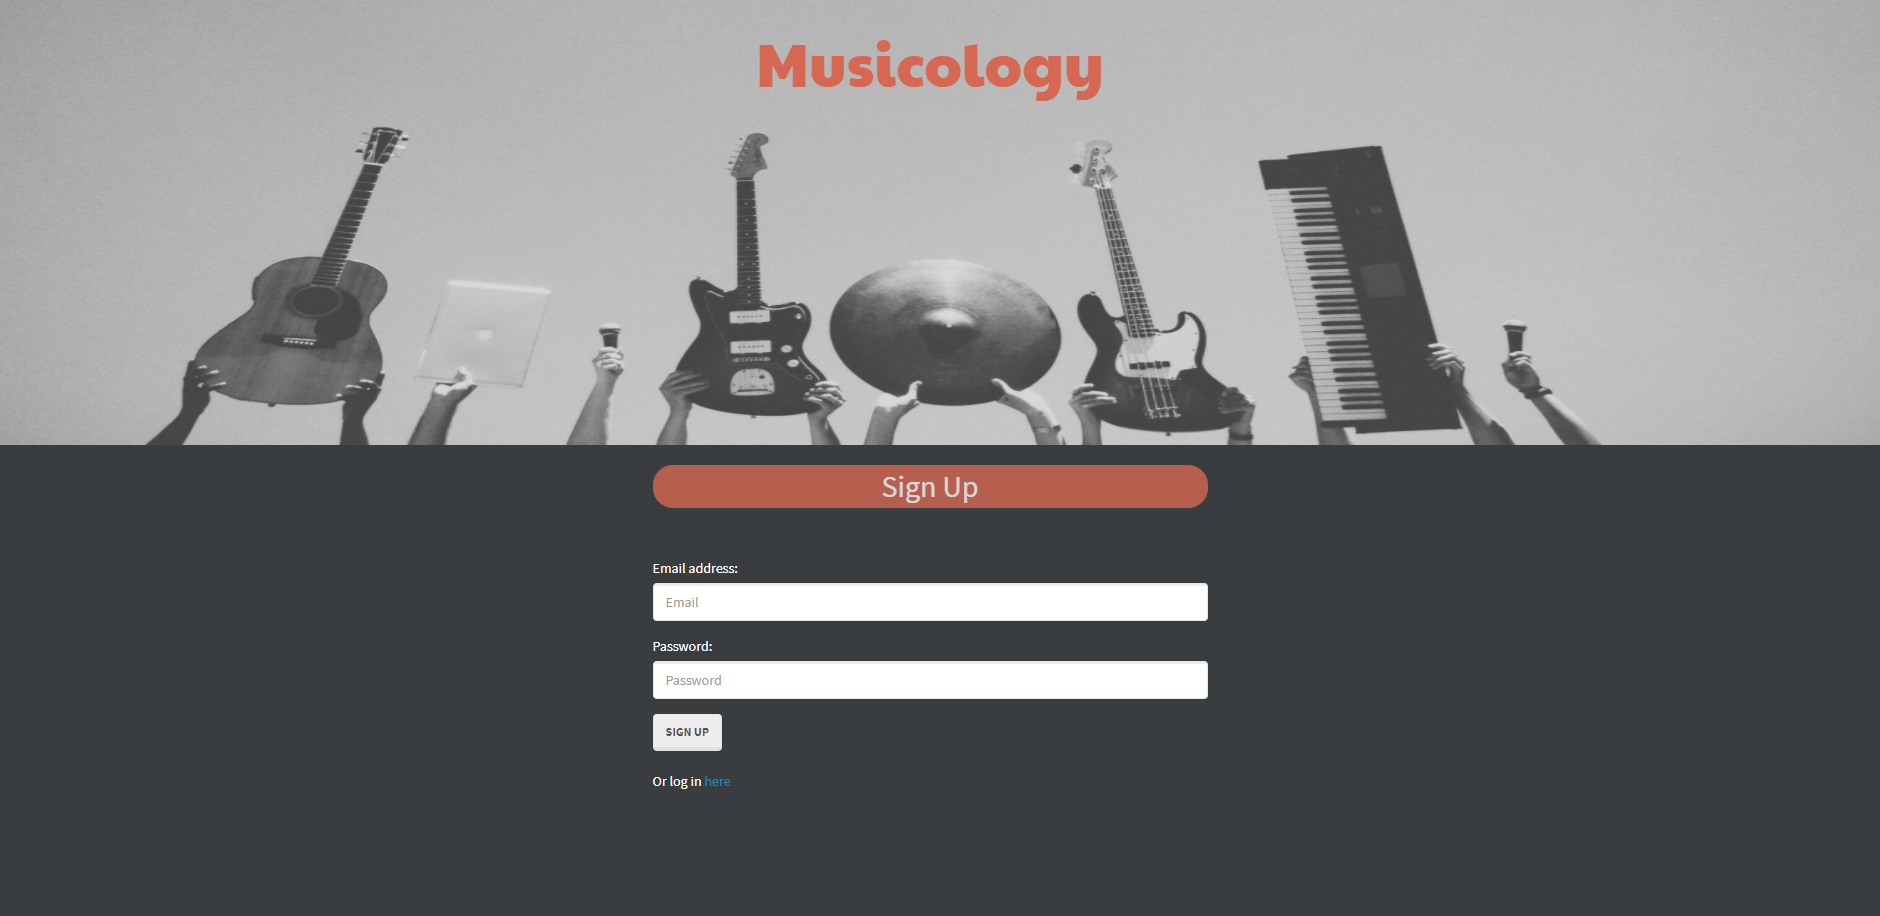 Musicology
Sign Up
Email address:
Email
Password:
Password
SIGN UP
Or log in here